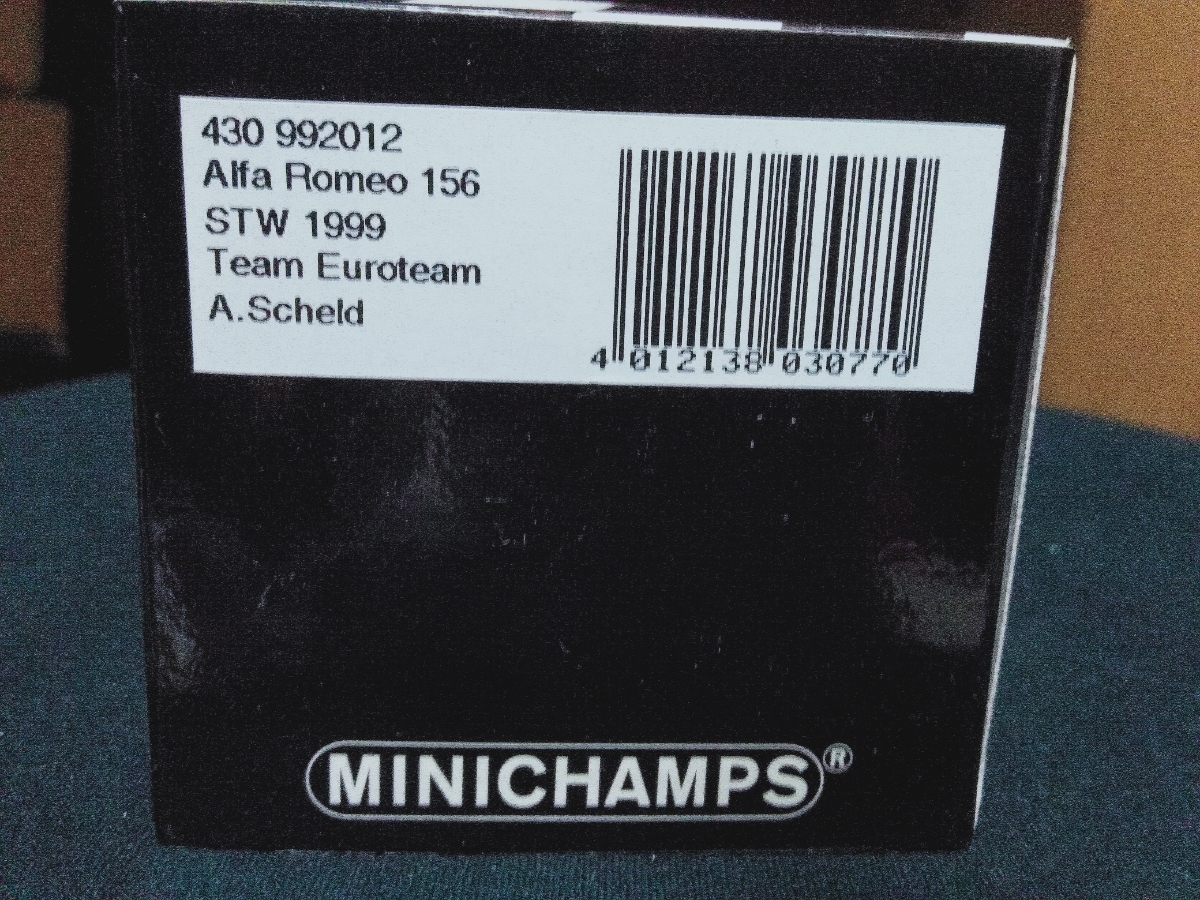 430 992012
Alfa Romeo 156
STW 1999
Team Euroteam
A.Scheld
4 012138 030770
MINICHAMPS®